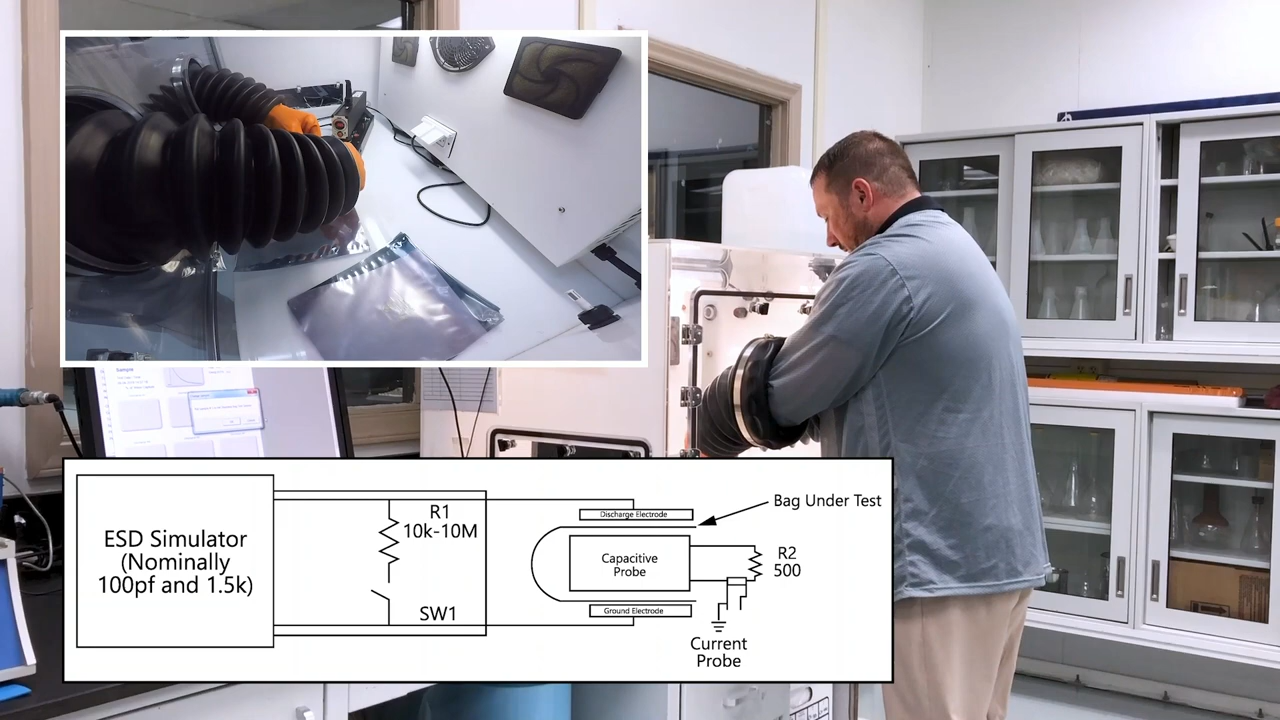 Sample
ESD Simulator
(Nominally
100pf and 1.5k)
R1
10k-10M
SW1
Discharge Electrode
Capacitive
Probe
Ground Electrode
Bag Under Test
R2
500
Current
Probe